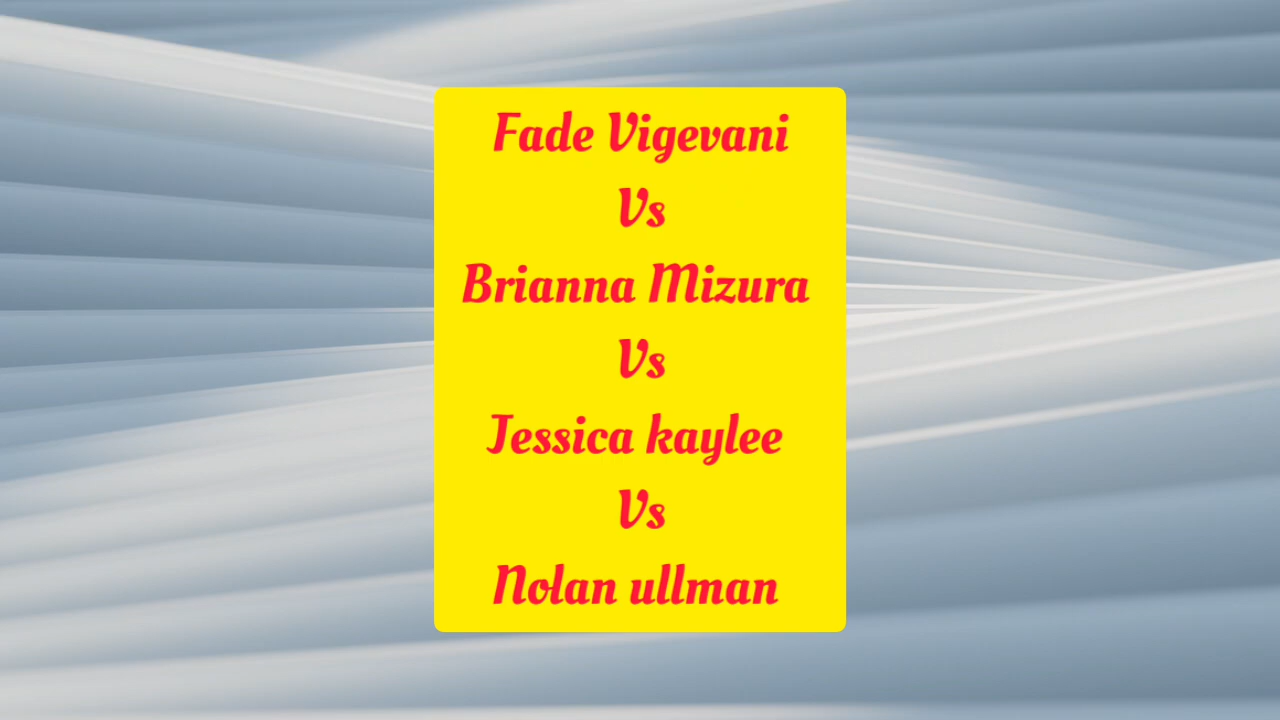 Fade Vigevani
Vs
Brianna Mizura
Vs
Jessica kaylee
Vs
Nolan ullman